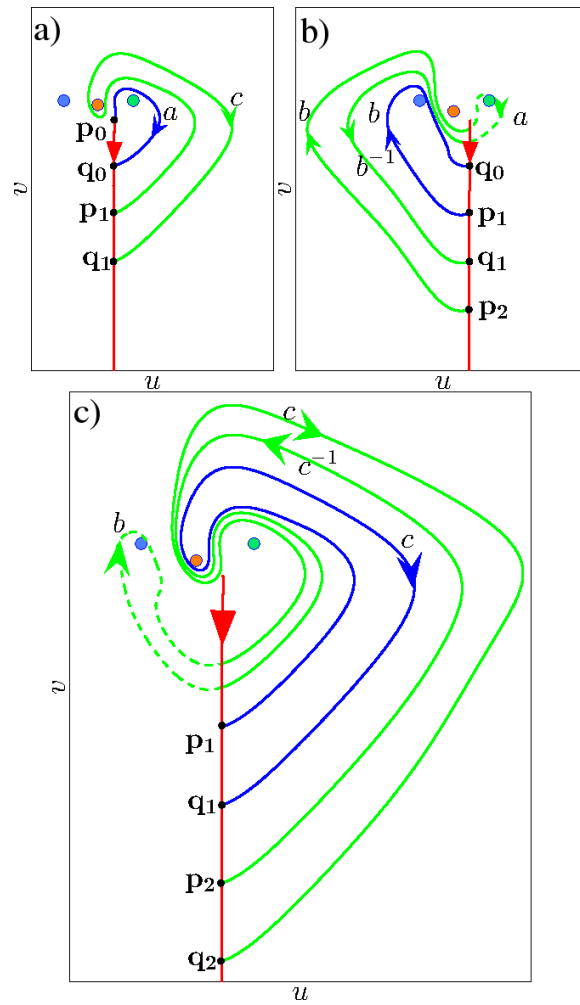 a)
a
c
p₀
q₀
p₁
q₁
v
u
b)
b
b
b⁻¹
a
q₀
p₁
q₁
p₂
v
u
c)
c
c⁻¹
b
c
p₁
q₁
p₂
q₂
v
u